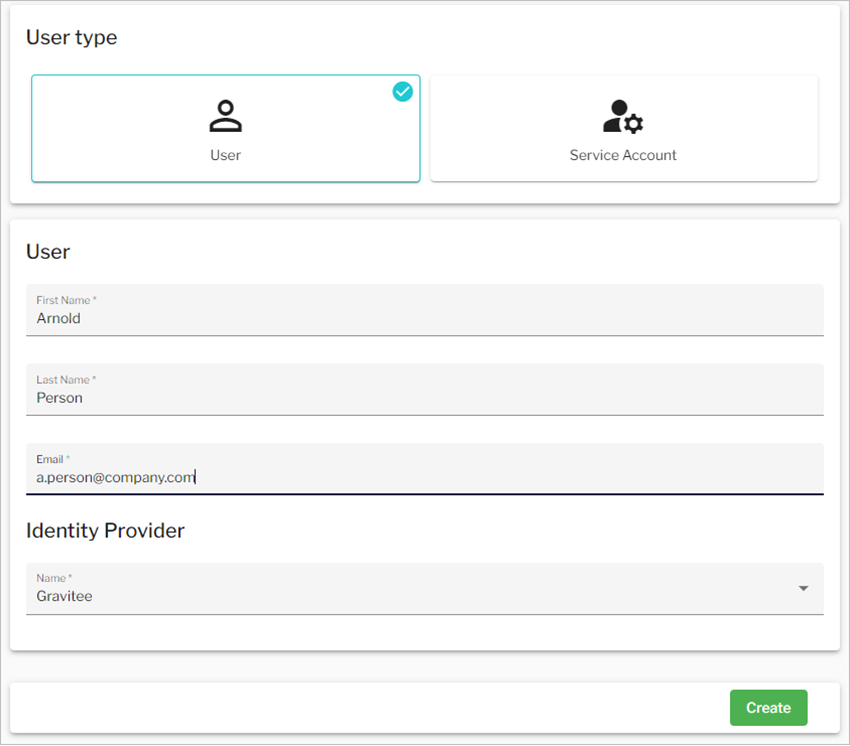 User type
User
Service Account
User
First Name *
Arnold
Last Name *
Person
Email *
a.person@company.com
Identity Provider
Name *
Gravitee
Create